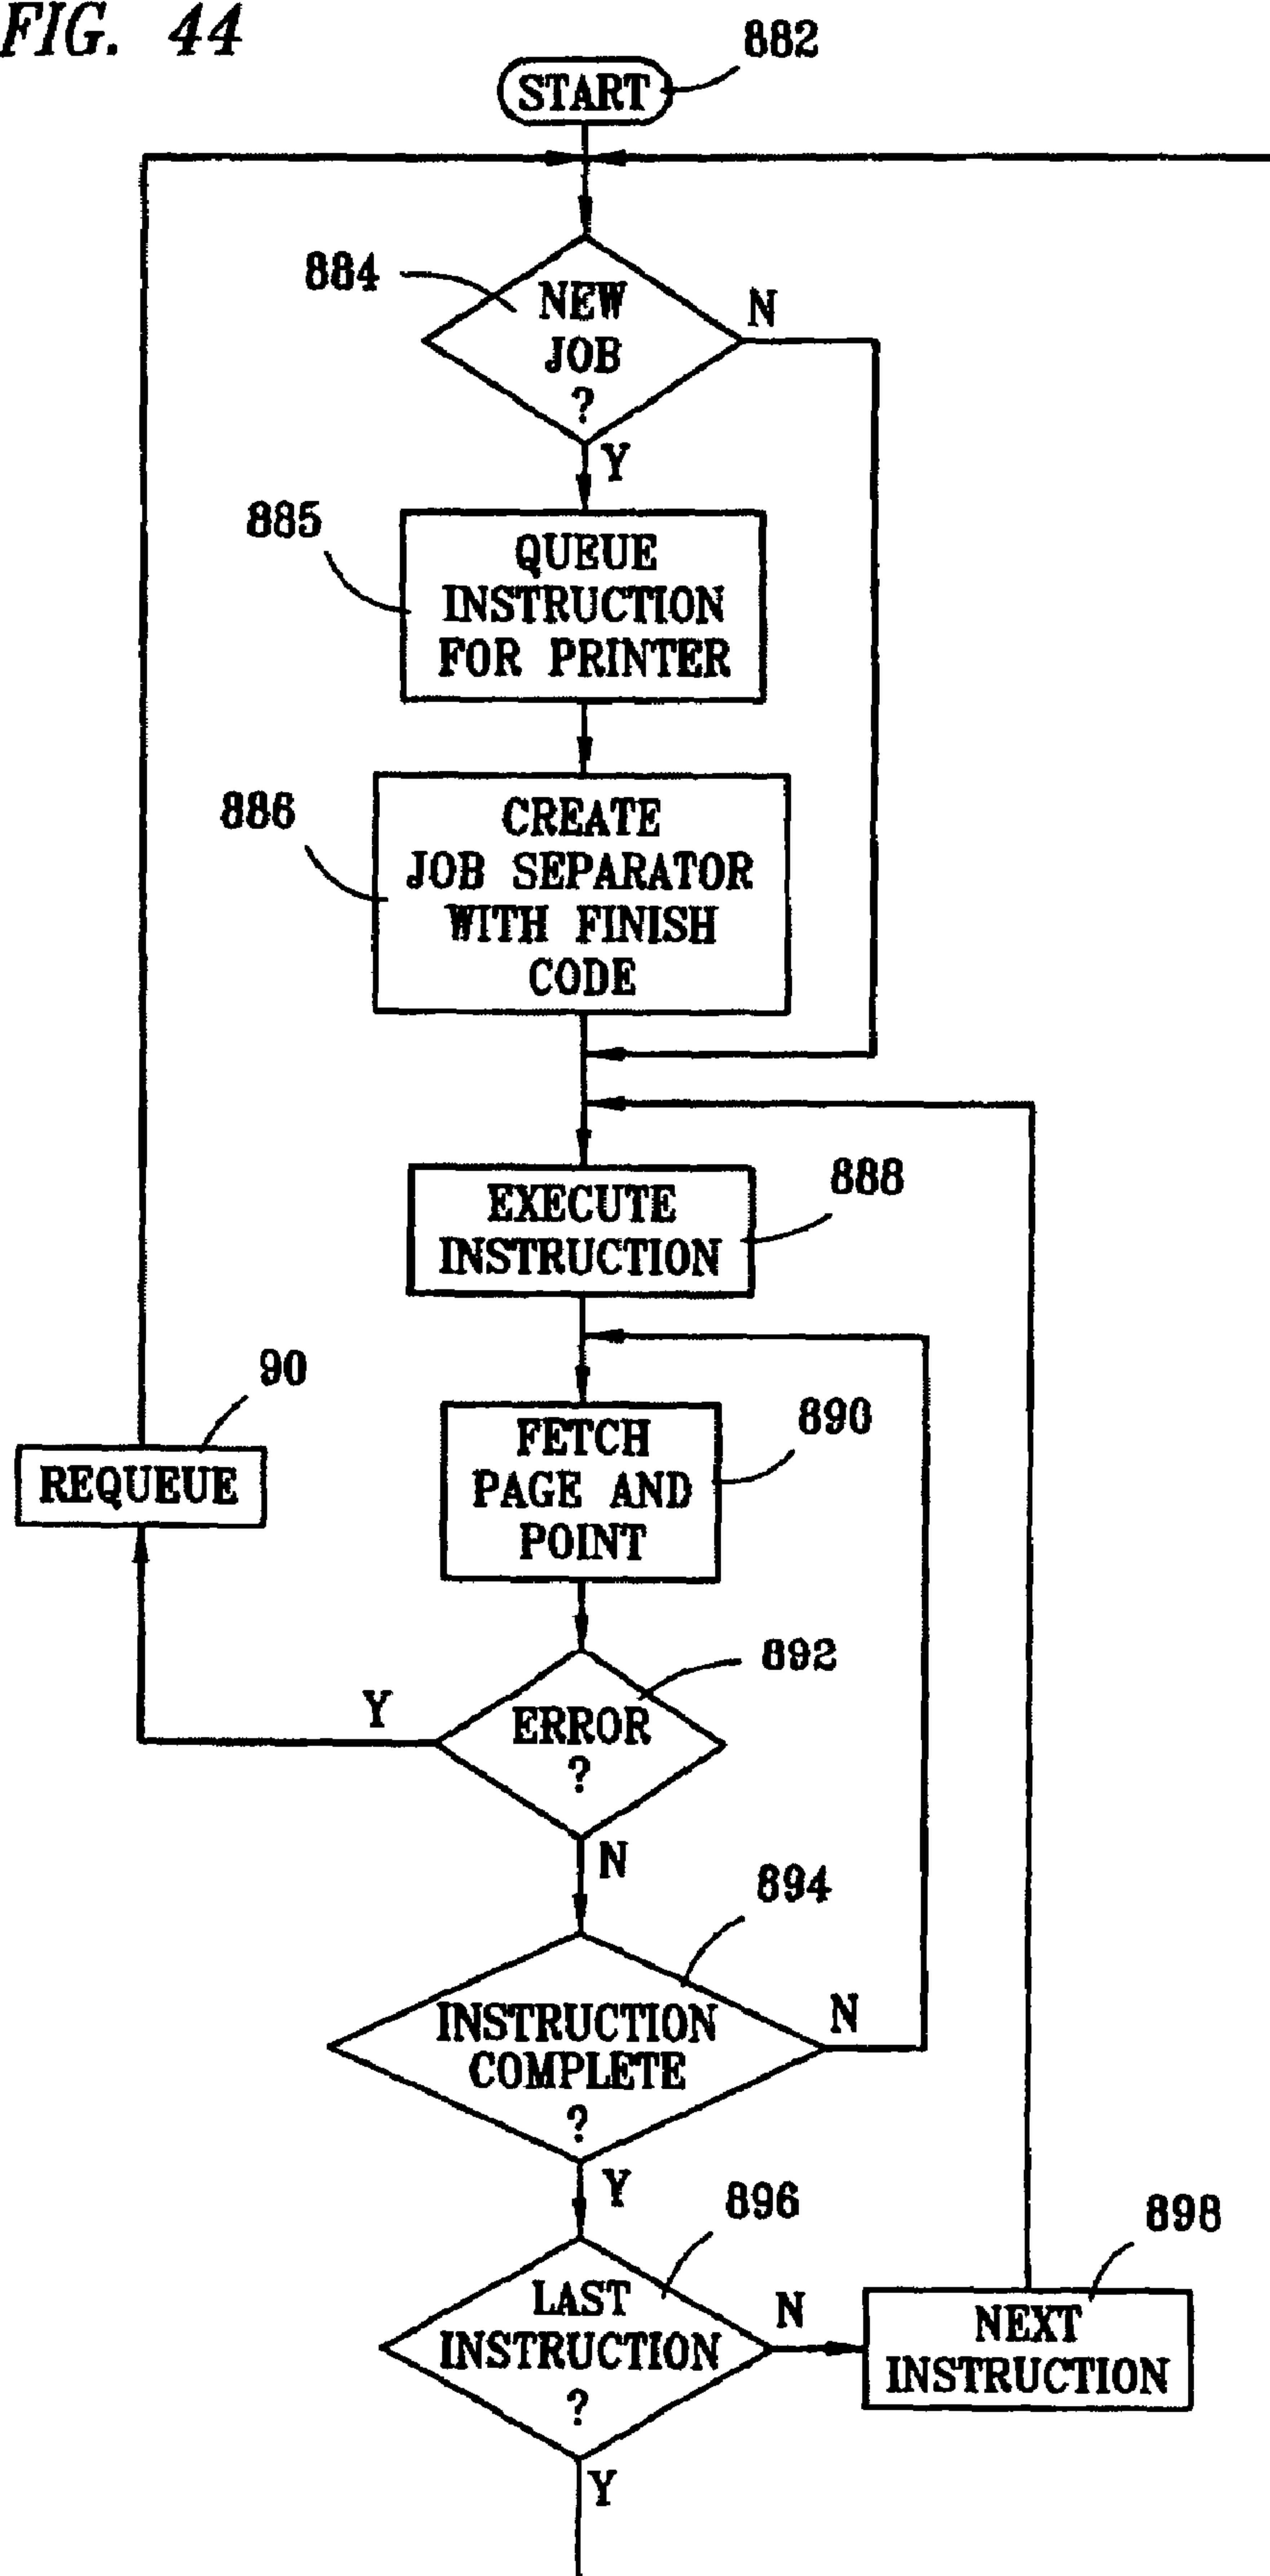 FIG. 44
882
START
884
NEW
JOB
?
N
Y
885
QUEUE
INSTRUCTION
FOR PRINTER
886
CREATE
JOB SEPARATOR
WITH FINISH
CODE
888
EXECUTE
INSTRUCTION
90
REQUEUE
890
FETCH
PAGE AND
POINT
892
ERROR
?
Y
N
894
INSTRUCTION
COMPLETE
?
N
Y
896
LAST
INSTRUCTION
?
N
898
NEXT
INSTRUCTION
Y